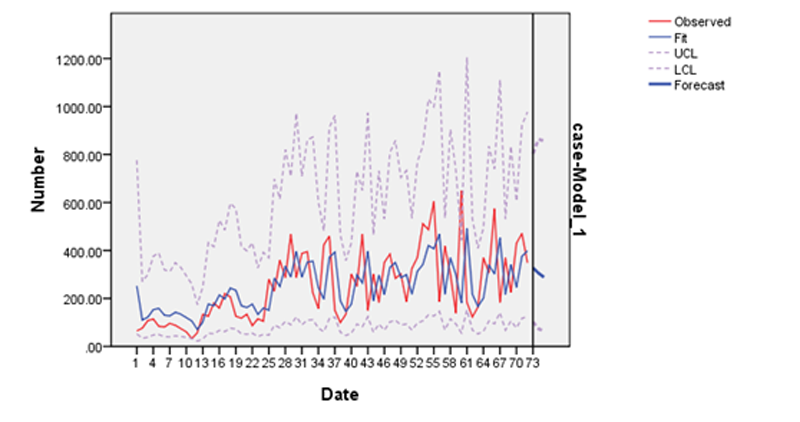 Observed
Fit
UCL
LCL
Forecast
1200.00
1000.00
800.00
600.00
400.00
200.00
.00
Number
case-Model_1
1 4 7 10 13 16 19 22 25 28 31 34 37 40 43 46 49 52 55 58 61 64 67 70 73
Date